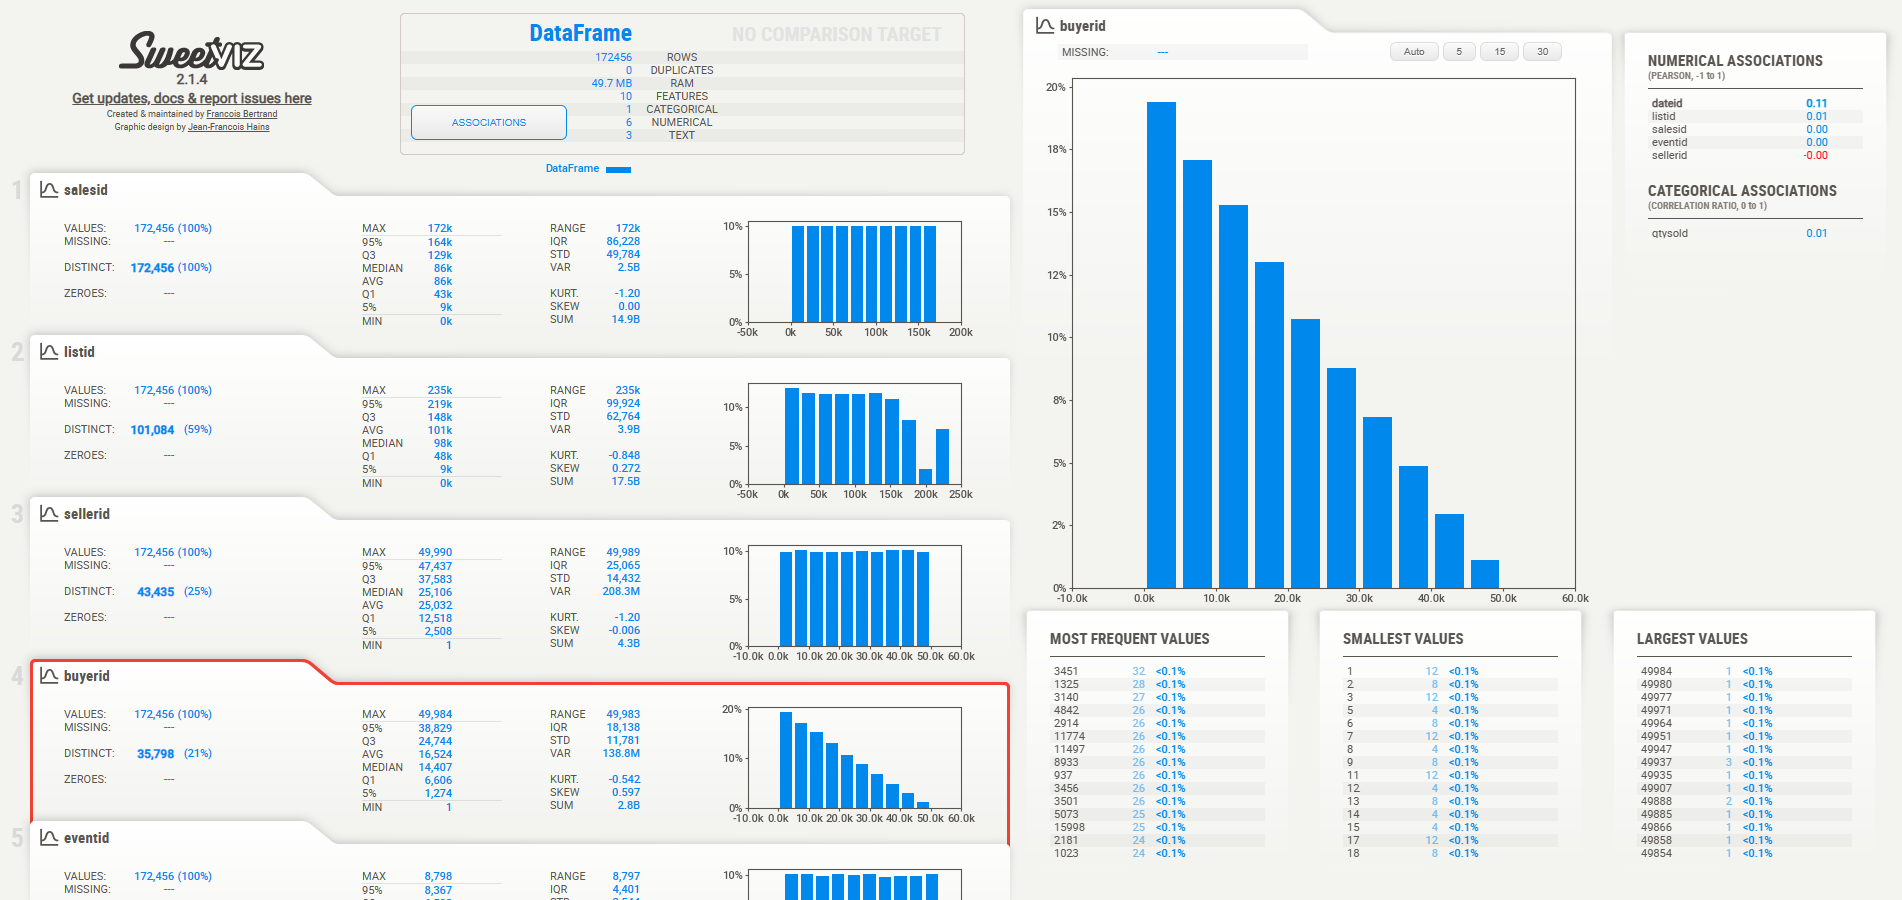 SweetVIZ
2.1.4
Get updates, docs & report issues here
Created & maintained by Francois Bertrand
Graphic design by Jean-Francois Hains
DataFrame NO COMPARISON TARGET
172456 ROWS
0 DUPLICATES
49.7 MB RAM
10 FEATURES
1 CATEGORICAL
6 NUMERICAL
3 TEXT
ASSOCIATIONS
DataFrame
1 salesid
VALUES: 172,456 (100%)
MISSING: ---
DISTINCT: 172,456 (100%)
ZEROES: ---
MAX 172k
95% 164k
Q3 129k
MEDIAN 86k
AVG 86k
Q1 43k
5% 9k
MIN 0k
RANGE 172k
IQR 86,228
STD 49,784
VAR 2.5B
KURT. -1.20
SKEW 0.00
SUM 14.9B
10%
5%
0%
-50k 0k 50k 100k 150k 200k
2 listid
VALUES: 172,456 (100%)
MISSING: ---
DISTINCT: 101,084 (59%)
ZEROES: ---
MAX 235k
95% 219k
Q3 148k
AVG 101k
MEDIAN 98k
Q1 48k
5% 9k
MIN 0k
RANGE 235k
IQR 99,924
STD 62,764
VAR 3.9B
KURT. -0.848
SKEW 0.272
SUM 17.5B
10%
5%
0%
-50k 0k 50k 100k 150k 200k 250k
3 sellerid
VALUES: 172,456 (100%)
MISSING: ---
DISTINCT: 43,435 (25%)
ZEROES: ---
MAX 49,990
95% 47,437
Q3 37,583
MEDIAN 25,106
AVG 25,032
Q1 12,518
5% 2,508
MIN 1
RANGE 49,989
IQR 25,065
STD 14,432
VAR 208.3M
KURT. -1.20
SKEW -0.006
SUM 4.3B
10%
5%
0%
-10.0k 0.0k 10.0k 20.0k 30.0k 40.0k 50.0k 60.0k
4 buyerid
VALUES: 172,456 (100%)
MISSING: ---
DISTINCT: 35,798 (21%)
ZEROES: ---
MAX 49,984
95% 38,829
Q3 24,744
AVG 16,524
MEDIAN 14,407
Q1 6,606
5% 1,274
MIN 1
RANGE 49,983
IQR 18,138
STD 11,781
VAR 138.8M
KURT. -0.542
SKEW 0.597
SUM 2.8B
20%
10%
0%
-10.0k 0.0k 10.0k 20.0k 30.0k 40.0k 50.0k 60.0k
5 eventid
VALUES: 172,456 (100%)
MISSING: ---
MAX 8,798
95% 8,367
RANGE 8,797
IQR 4,401
10%
buyerid
MISSING: ---
Auto 5 15 30
20%
18%
15%
12%
10%
8%
5%
2%
0%
-10.0k 0.0k 10.0k 20.0k 30.0k 40.0k 50.0k 60.0k
NUMERICAL ASSOCIATIONS
(PEARSON, -1 to 1)
dateid 0.11
listid 0.01
salesid 0.00
eventid 0.00
sellerid -0.00
CATEGORICAL ASSOCIATIONS
(CORRELATION RATIO, 0 to 1)
qtysold 0.01
MOST FREQUENT VALUES
3451 32 <0.1%
1325 28 <0.1%
3140 27 <0.1%
4842 26 <0.1%
2914 26 <0.1%
11774 26 <0.1%
11497 26 <0.1%
8933 26 <0.1%
937 26 <0.1%
3456 26 <0.1%
3501 26 <0.1%
5073 25 <0.1%
15998 25 <0.1%
2181 24 <0.1%
1023 24 <0.1%
SMALLEST VALUES
1 12 <0.1%
2 8 <0.1%
3 12 <0.1%
5 4 <0.1%
6 8 <0.1%
7 12 <0.1%
8 4 <0.1%
9 8 <0.1%
11 12 <0.1%
12 4 <0.1%
13 8 <0.1%
14 4 <0.1%
15 4 <0.1%
17 12 <0.1%
18 8 <0.1%
LARGEST VALUES
49984 1 <0.1%
49980 1 <0.1%
49977 1 <0.1%
49971 1 <0.1%
49964 1 <0.1%
49951 1 <0.1%
49947 1 <0.1%
49937 3 <0.1%
49935 1 <0.1%
49907 1 <0.1%
49888 2 <0.1%
49885 1 <0.1%
49866 1 <0.1%
49858 1 <0.1%
49854 1 <0.1%